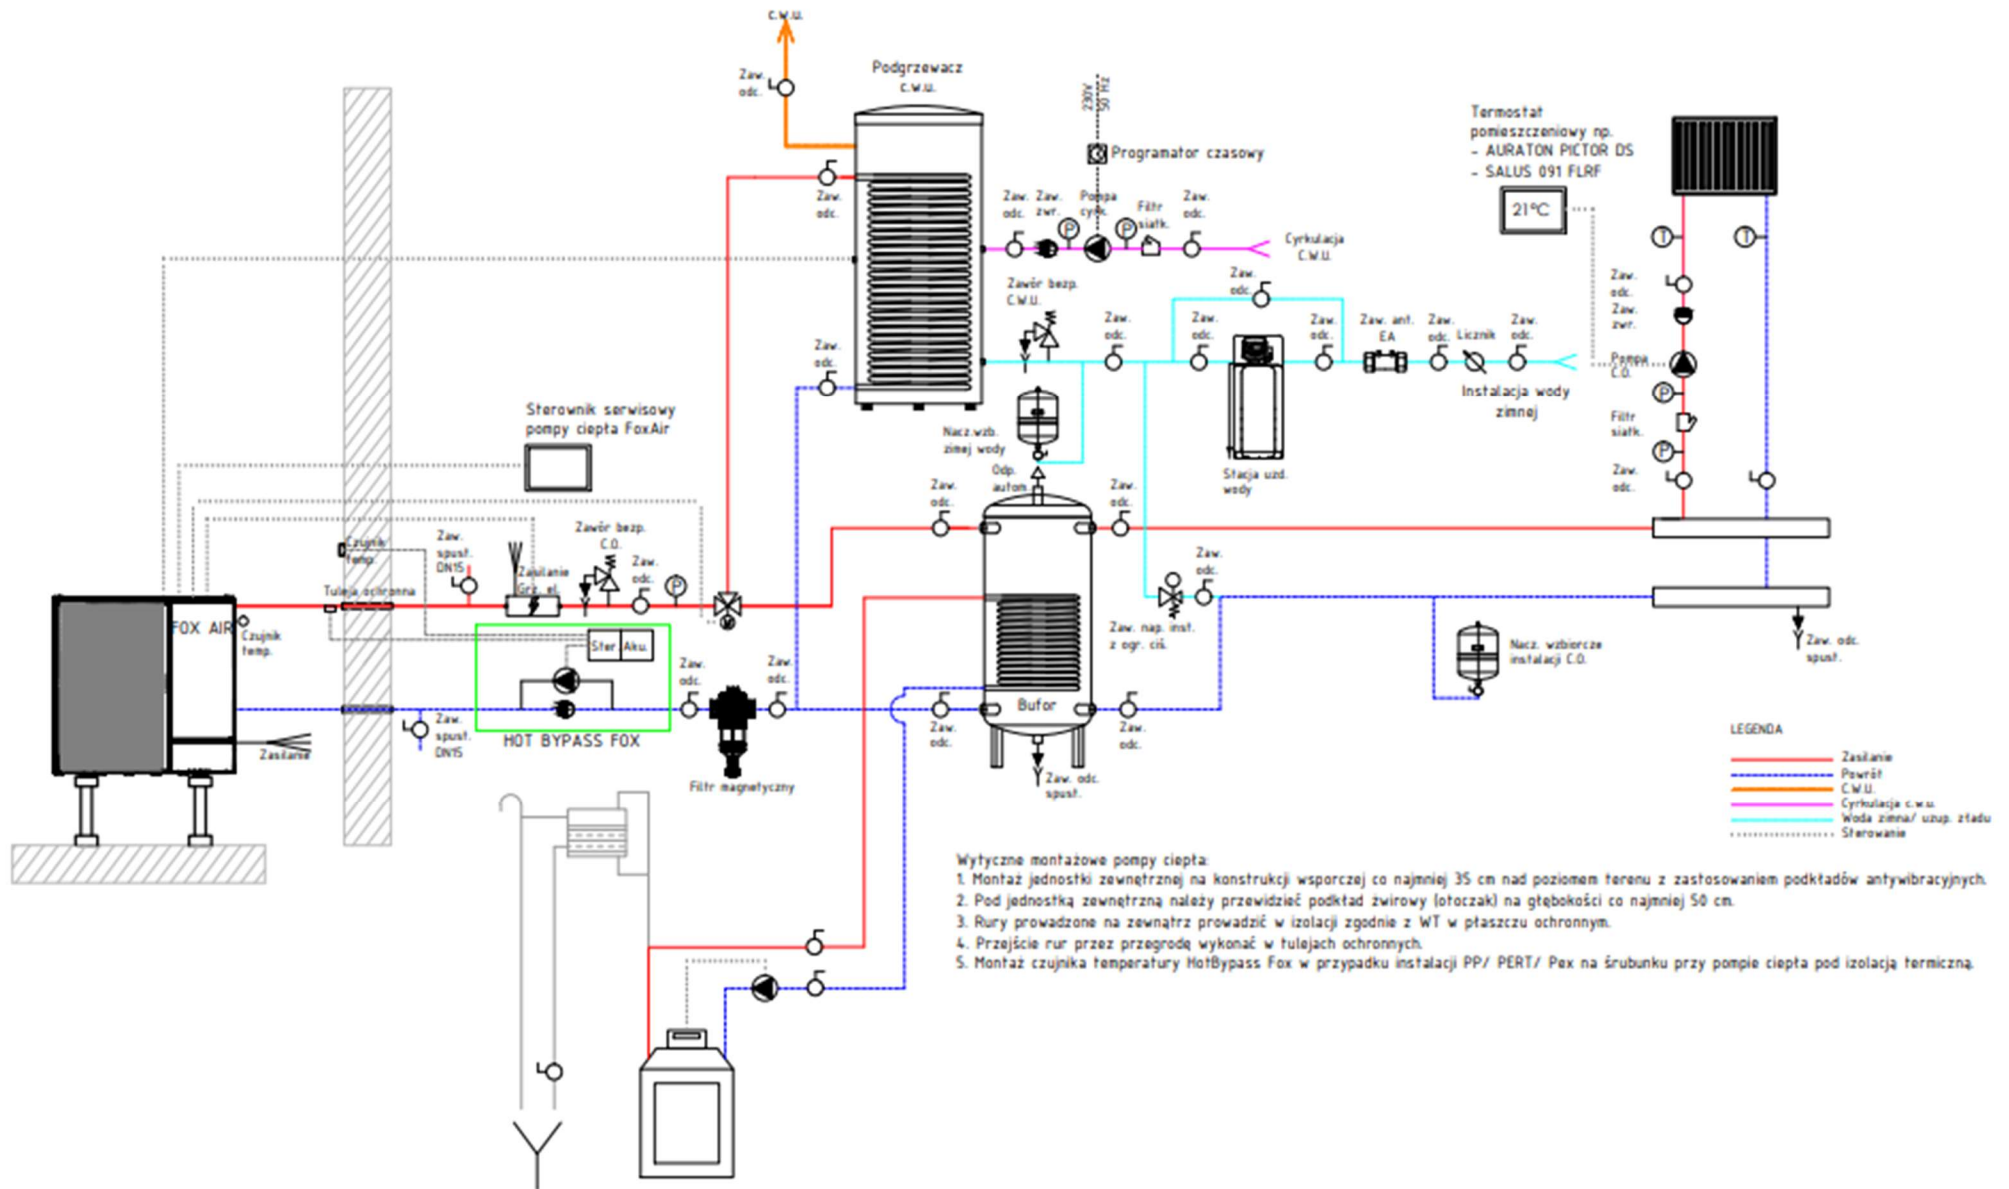 c.w.u.
Zaw.
odc.
Podgrzewacz
c.w.u.
230V
50 Hz
Programator czasowy
Termostat
pomieszczeniowy np.
- AURATON PICTOR DS
- SALUS 091 FLRF
21°C
Zaw.
odc.
Zaw.
odc.
Zaw.
zwr.
P
Pompa
cyrk.
P
Filtr
siatk.
Zaw.
odc.
Cyrkulacja
C.W.U.
T
T
Zawór bezp.
C.W.U.
Zaw.
odc.
Zaw.
odc.
Zaw.
zwr.
Zaw.
odc.
Zaw.
odc.
Zaw. ant.
EA
Zaw.
odc.
Licznik
Zaw.
odc.
Zaw.
odc.
Pompa
C.O.
P
Instalacja wody
zimnej
Filtr
siatk.
P
Zaw.
odc.
Sterownik serwisowy
pompy ciepła FoxAir
Nacz.wzb.
zimej wody
Odp.
autom.
Stacja uzd.
wody
Zaw.
odc.
Zaw.
odc.
Czujnik
temp.
Zaw.
spust.
DN15
Zawór bezp.
C.O.
Zasilanie
Grz. el.
Zaw.
odc.
P
Tuleja ochronna
Zaw.
odc.
FOX AIR
Czujnik
temp.
M
Ster.
Aku.
Zaw. nap. inst.
z ogr. ciś.
Nacz. wzbiorcze
instalacji C.O.
Zaw. odc.
spust.
Zaw.
odc.
Zaw.
odc.
Bufor
Zaw.
spust.
DN15
HOT BYPASS FOX
Zaw.
odc.
Zaw.
odc.
Zasilanie
Filtr magnetyczny
Zaw. odc.
spust.
LEGENDA
Zasilanie
Powrót
C.W.U.
Cyrkulacja c.w.u.
Woda zimna/ uzup. zładu
Sterowanie
Wytyczne montażowe pompy ciepła:
1. Montaż jednostki zewnętrznej na konstrukcji wsporczej co najmniej 35 cm nad poziomem terenu z zastosowaniem podkładów antywibracyjnych.
2. Pod jednostką zewnętrzną należy przewidzieć podkład żwirowy (otoczak) na głębokości co najmniej 50 cm.
3. Rury prowadzone na zewnątrz prowadzić w izolacji zgodnie z WT w płaszczu ochronnym.
4. Przejście rur przez przegrodę wykonać w tulejach ochronnych.
5. Montaż czujnika temperatury HotBypass Fox w przypadku instalacji PP/ PERT/ Pex na śrubunku przy pompie ciepła pod izolacją termiczną.